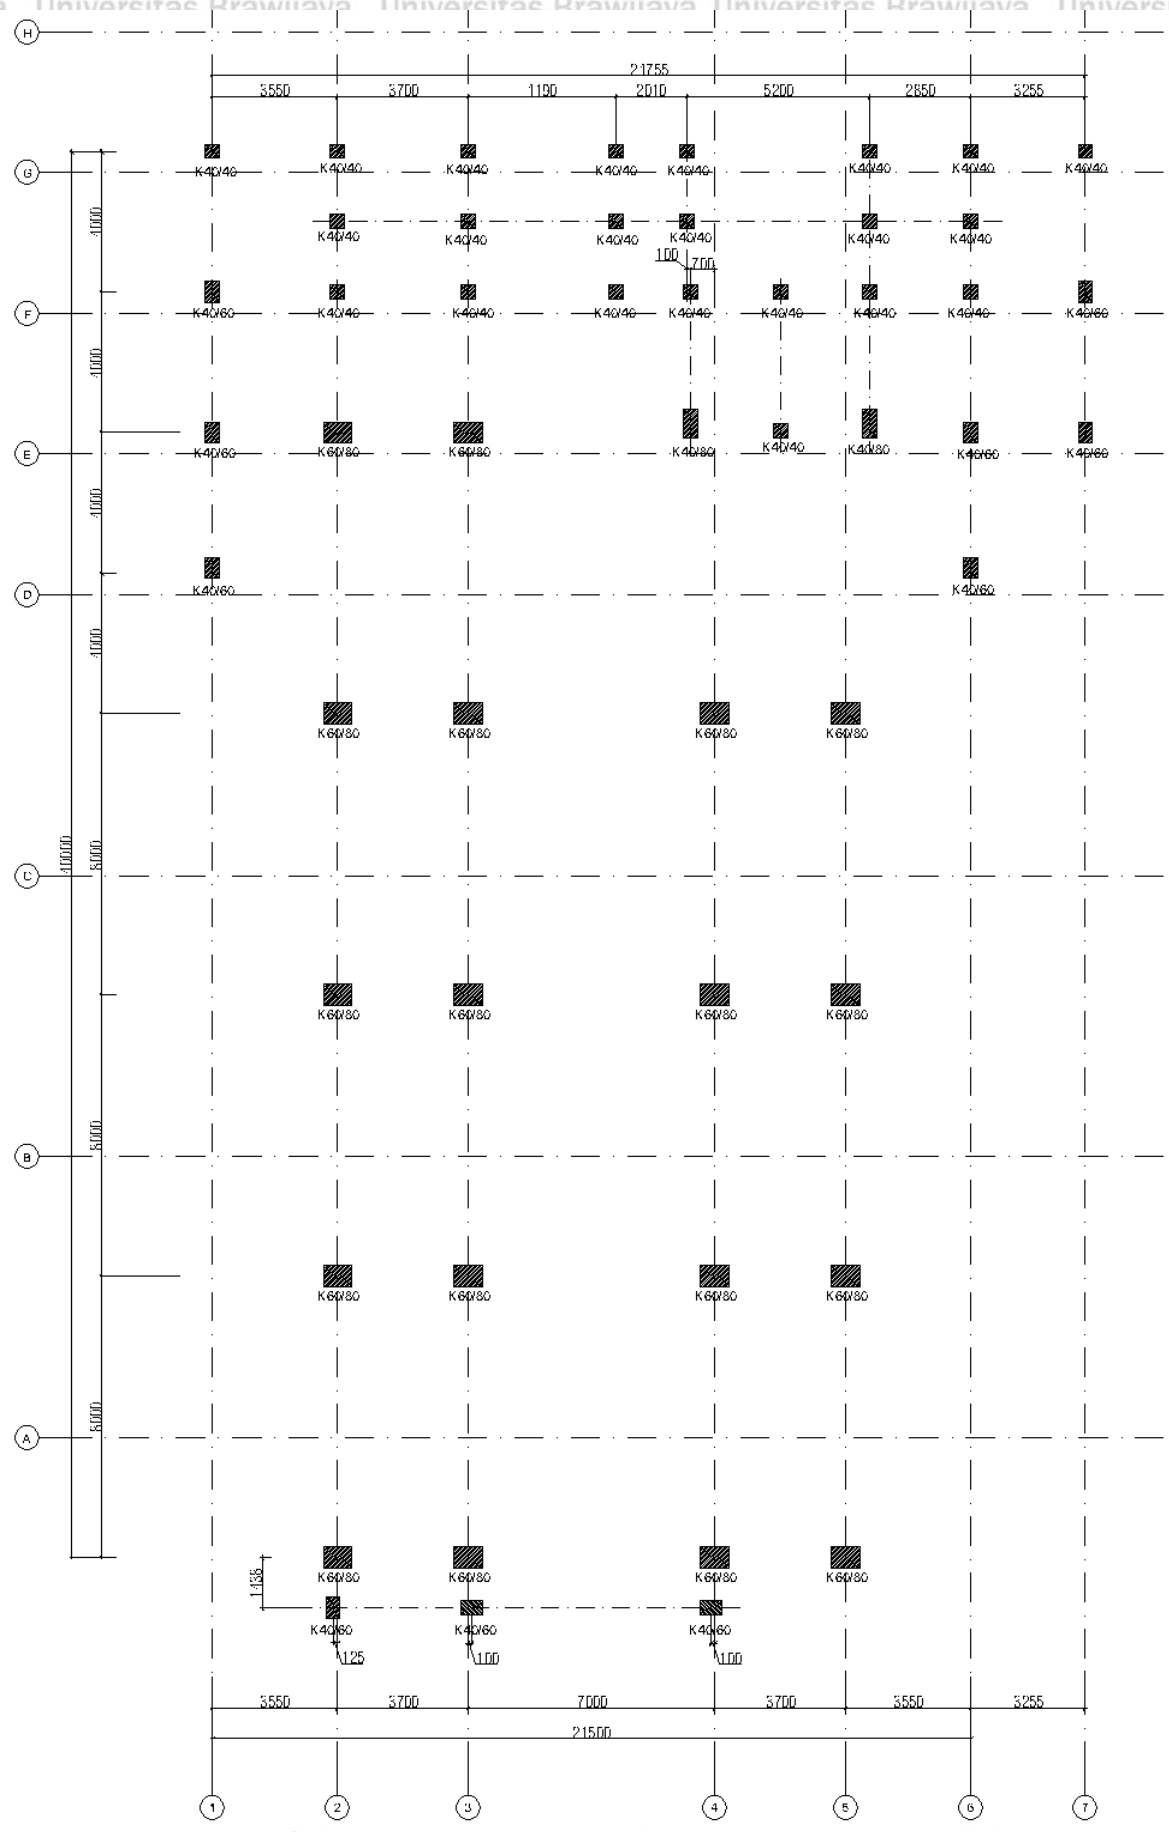 Universitas Brawijaya Universitas Brawijaya Universitas Brawijaya Univers
H
21755
3550 3700 1190 2010 5200 2850 3255
K40/40 K40/40 K40/40 K40/40 K40/40 K40/40 K40/40 K40/40
G
4000
K40/40 K40/40 K40/40 K40/40 K40/40 K40/40
100 700
F
K40/60 K40/40 K40/40 K40/40 K40/40 K40/40 K40/40 K40/40 K40/60
4000
E
K40/60 K60/80 K60/80 K40/80 K40/40 K40/80 K40/60 K40/60
4000
D
K40/60 K40/60
4000
K60/80 K60/80 K60/80 K60/80
40000 8000
C
K60/80 K60/80 K60/80 K60/80
8000
B
K60/80 K60/80 K60/80 K60/80
8000
A
K60/80 K60/80 K60/80 K60/80
1438
K40/60 K40/60 K40/60
125 100 100
3550 3700 7000 3700 3550 3255
21500
1 2 3 4 5 6 7